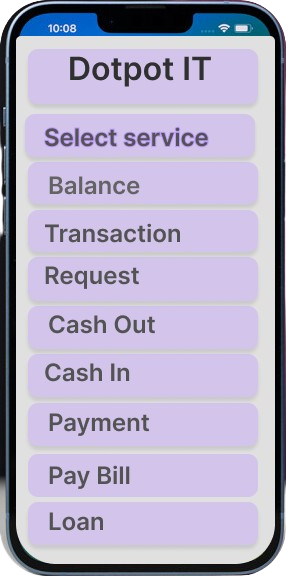 10:08
Dotpot IT
Select service
Balance
Transaction
Request
Cash Out
Cash In
Payment
Pay Bill
Loan